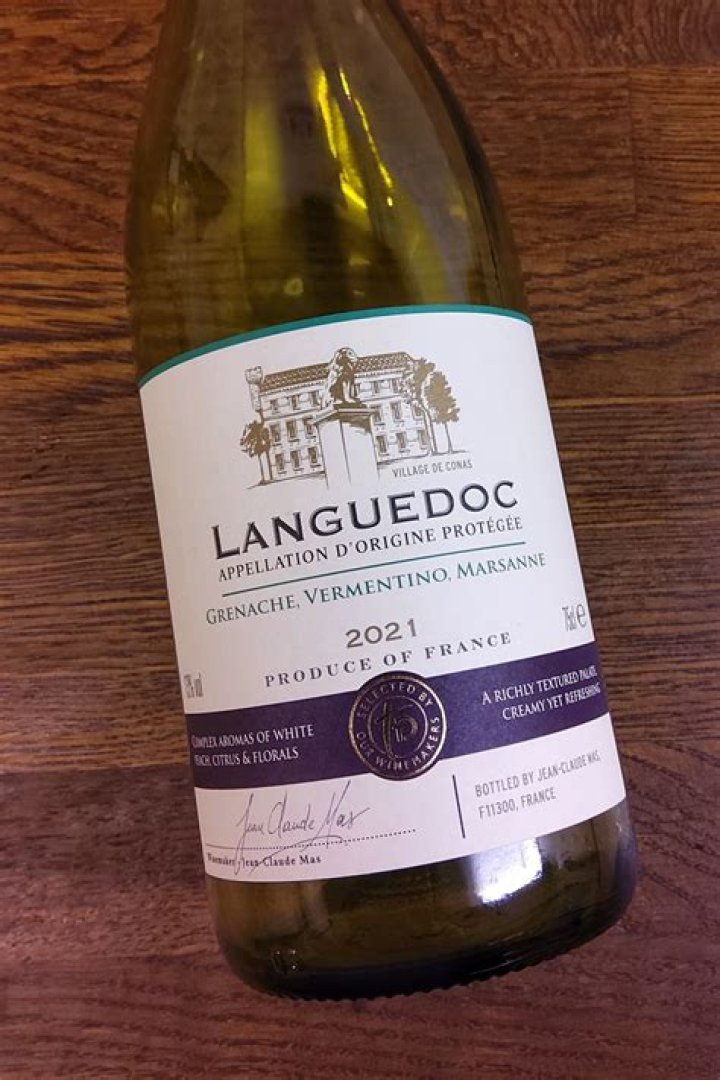 VILLAGE DE CONAS
LANGUEDOC
APPELLATION D'ORIGINE PROTÉGÉE
GRENACHE, VERMENTINO, MARSANNE
2021
75cl e
PRODUCE OF FRANCE
% vol
SELECTED BY
OUR WINEMAKERS
COMPLEX AROMAS OF WHITE
PEACH, CITRUS & FLORALS
A RICHLY TEXTURED PALATE,
CREAMY YET REFRESHING
Jean Claude Mas
Winemaker Jean-Claude Mas
BOTTLED BY JEAN-CLAUDE MAS,
F11300, FRANCE